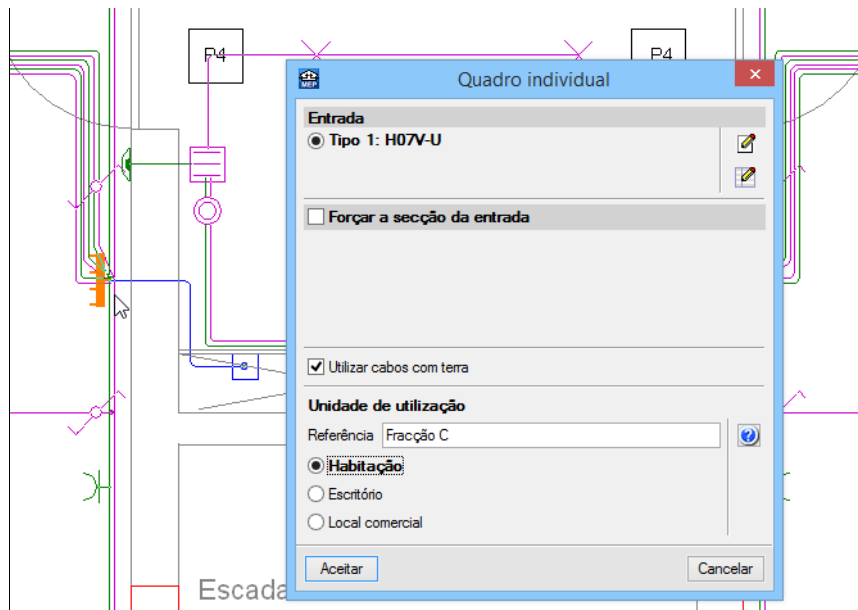 P4
P4
MEP
Quadro individual
Entrada
Tipo 1: H07V-U
Forçar a secção da entrada
Utilizar cabos com terra
Unidade de utilização
Referência Fracção C
Habitação
Escritório
Local comercial
Aceitar
Cancelar
Escada